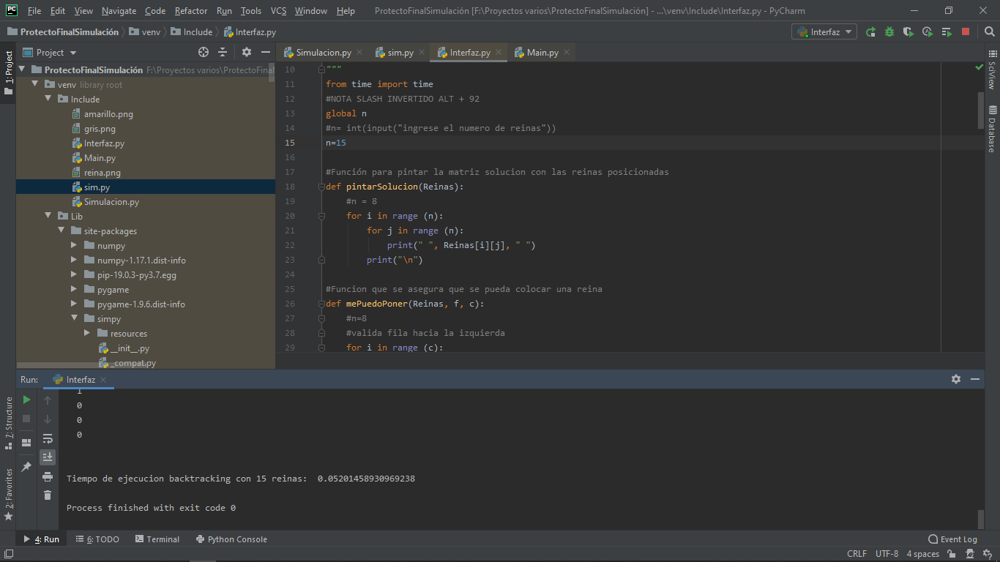 File Edit View Navigate Code Refactor Run Tools VCS Window Help ProtectoFinalSimulación [F:\Proyectos varios\ProtectoFinalSimulación] - ...\venv\Include\Interfaz.py - PyCharm
ProtectoFinalSimulación venv Include Interfaz.py Interfaz
Project
Simulacion.py sim.py Interfaz.py Main.py
1: Project
ProtectoFinalSimulación F:\Proyectos varios\ProtectoFinal
venv library root
Include
amarillo.png
gris.png
Interfaz.py
Main.py
reina.png
sim.py
Simulacion.py
Lib
site-packages
numpy
numpy-1.17.1.dist-info
pip-19.0.3-py3.7.egg
pygame
pygame-1.9.6.dist-info
simpy
resources
__init__.py
_compat.py
10 """
11 from time import time
12 #NOTA SLASH INVERTIDO ALT + 92
13 global n
14 #n= int(input("ingrese el numero de reinas"))
15 n=15
16
17 #Función para pintar la matriz solucion con las reinas posicionadas
18 def pintarSolucion(Reinas):
19 #n = 8
20 for i in range (n):
21 for j in range (n):
22 print(" ", Reinas[i][j], " ")
23 print("\n")
24
25 #Funcion que se asegura que se pueda colocar una reina
26 def mePuedoPoner(Reinas, f, c):
27 #n=8
28 #valida fila hacia la izquierda
29 for i in range (c):
SciView
Database
Run: Interfaz
1
0
0
0
Tiempo de ejecucion backtracking con 15 reinas: 0.05201458930969238
Process finished with exit code 0
7: Structure
2: Favorites
4: Run 6: TODO Terminal Python Console Event Log
CRLF UTF-8 4 spaces